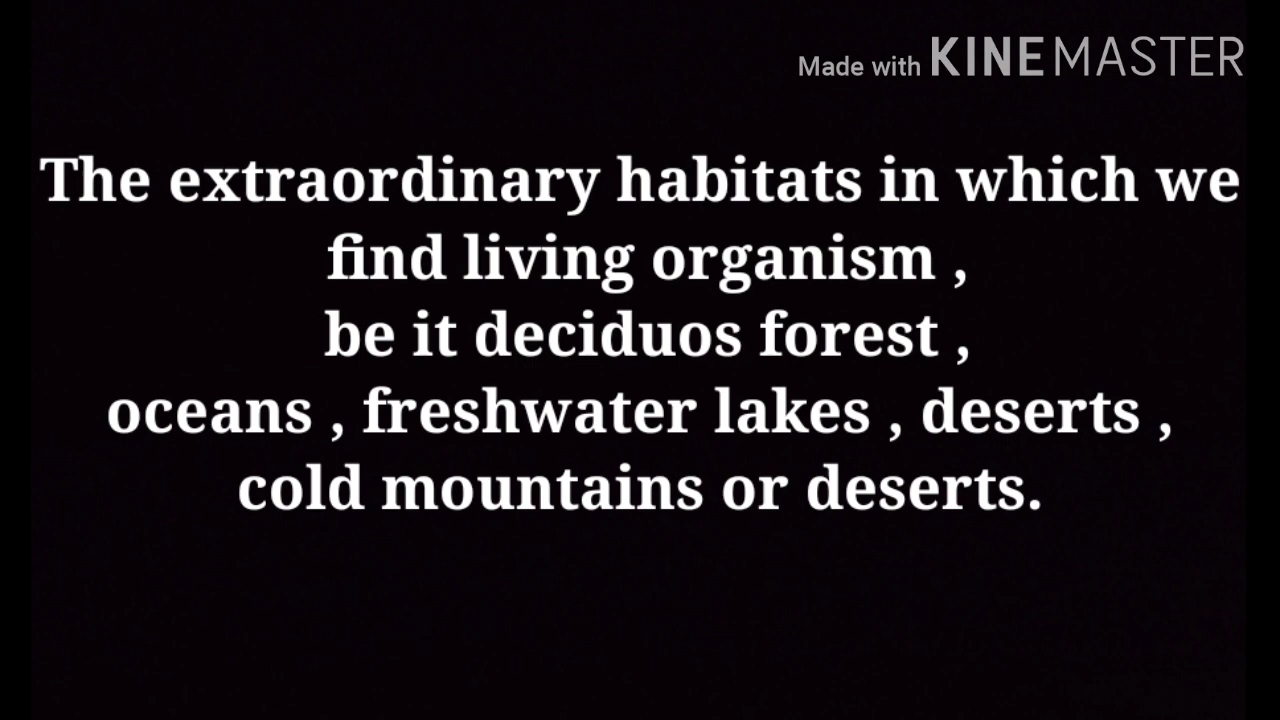 Made with KINEMASTER
The extraordinary habitats in which we
find living organism ,
be it deciduos forest ,
oceans , freshwater lakes , deserts ,
cold mountains or deserts.